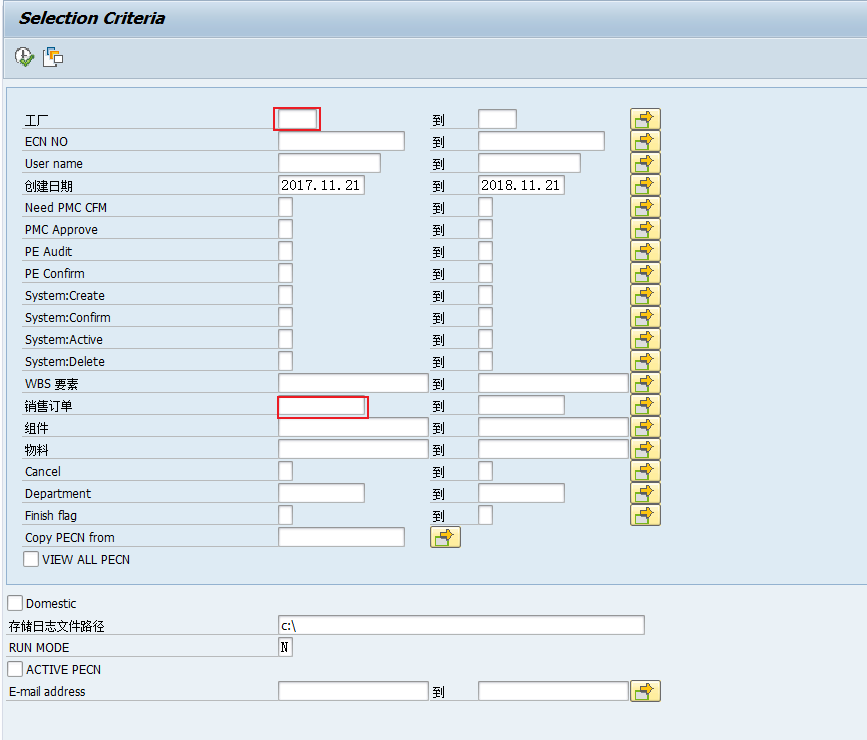 Selection Criteria
工厂 到
ECN NO 到
User name 到
创建日期 2017.11.21 到 2018.11.21
Need PMC CFM 到
PMC Approve 到
PE Audit 到
PE Confirm 到
System:Create 到
System:Confirm 到
System:Active 到
System:Delete 到
WBS 要素 到
销售订单 到
组件 到
物料 到
Cancel 到
Department 到
Finish flag 到
Copy PECN from
VIEW ALL PECN
Domestic
存储日志文件路径 c:\
RUN MODE N
ACTIVE PECN
E-mail address 到